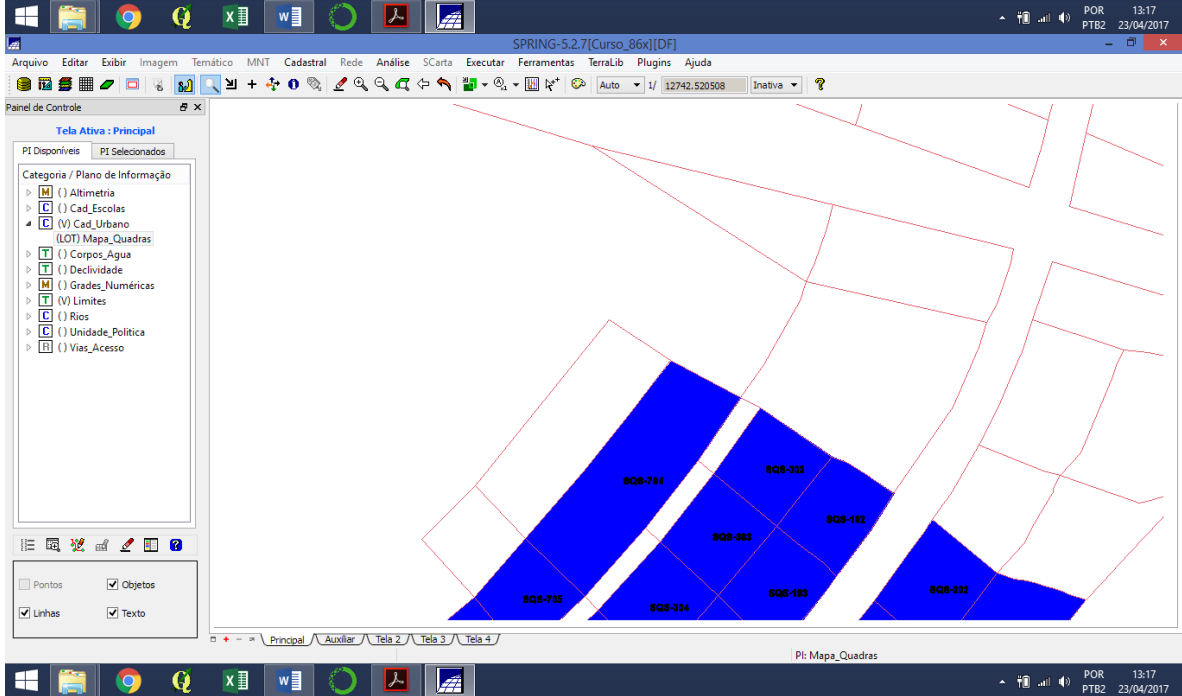 POR 13:17
PTB2 23/04/2017
SPRING-5.2.7[Curso_86x][DF]
Arquivo Editar Exibir Imagem Temático MNT Cadastral Rede Análise SCarta Executar Ferramentas TerraLib Plugins Ajuda
Auto 1/ 12742.520508 Inativa
Painel de Controle
Tela Ativa : Principal
PI Disponíveis PI Selecionados
Categoria / Plano de Informação
M ( ) Altimetria
C ( ) Cad_Escolas
C (V) Cad_Urbano
(LOT) Mapa_Quadras
T ( ) Corpos_Agua
T ( ) Declividade
M ( ) Grades_Numéricas
T (V) Limites
C ( ) Rios
C ( ) Unidade_Politica
R ( ) Vias_Acesso
Pontos Objetos
Linhas Texto
SQS-302
SQS-303
SQS-103
SQS-304
SQS-202
Principal Auxiliar Tela 2 Tela 3 Tela 4
PI: Mapa_Quadras
POR 13:17
PTB2 23/04/2017